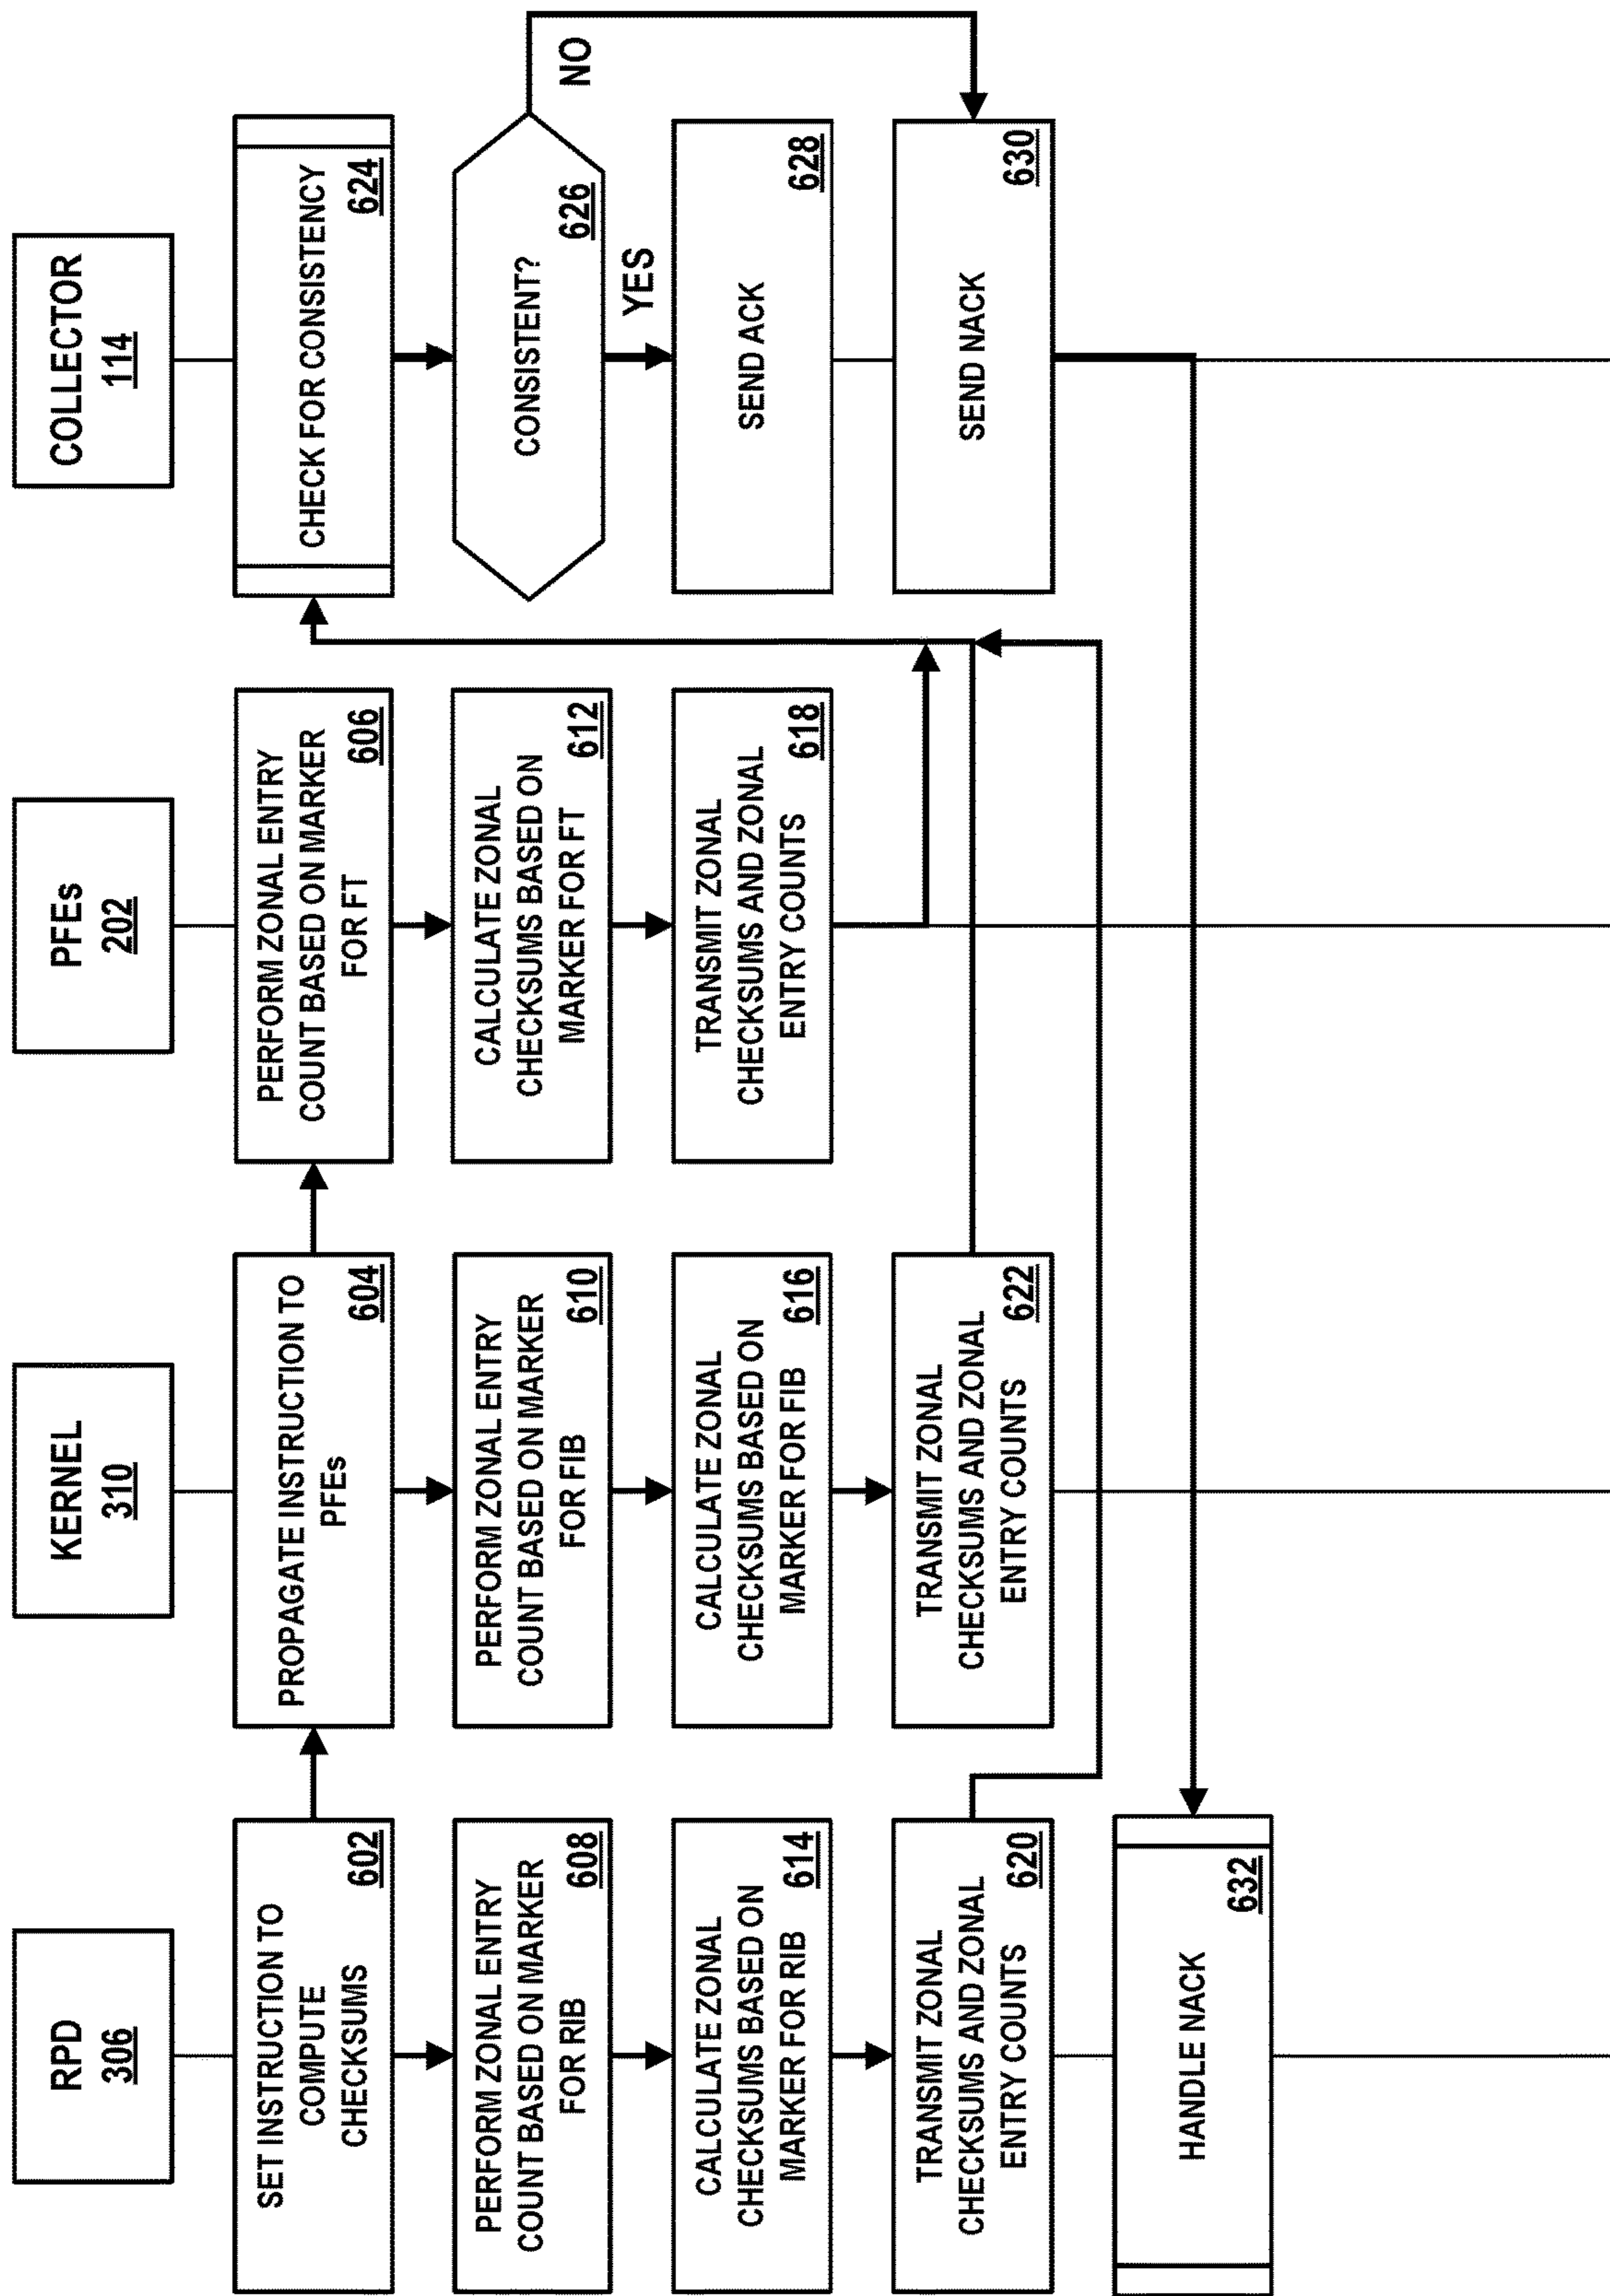 RPD
306
KERNEL
310
PFEs
202
COLLECTOR
114
SET INSTRUCTION TO
COMPUTE
CHECKSUMS
602
PROPAGATE INSTRUCTION TO
PFEs
604
PERFORM ZONAL ENTRY
COUNT BASED ON MARKER
FOR FT
606
CHECK FOR CONSISTENCY
624
PERFORM ZONAL ENTRY
COUNT BASED ON MARKER
FOR RIB
608
PERFORM ZONAL ENTRY
COUNT BASED ON MARKER
FOR FIB
610
CALCULATE ZONAL
CHECKSUMS BASED ON
MARKER FOR FT
612
CONSISTENT?
626
NO
YES
CALCULATE ZONAL
CHECKSUMS BASED ON
MARKER FOR RIB
614
CALCULATE ZONAL
CHECKSUMS BASED ON
MARKER FOR FIB
616
TRANSMIT ZONAL
CHECKSUMS AND ZONAL
ENTRY COUNTS
618
SEND ACK
628
TRANSMIT ZONAL
CHECKSUMS AND ZONAL
ENTRY COUNTS
620
TRANSMIT ZONAL
CHECKSUMS AND ZONAL
ENTRY COUNTS
622
SEND NACK
630
HANDLE NACK
632